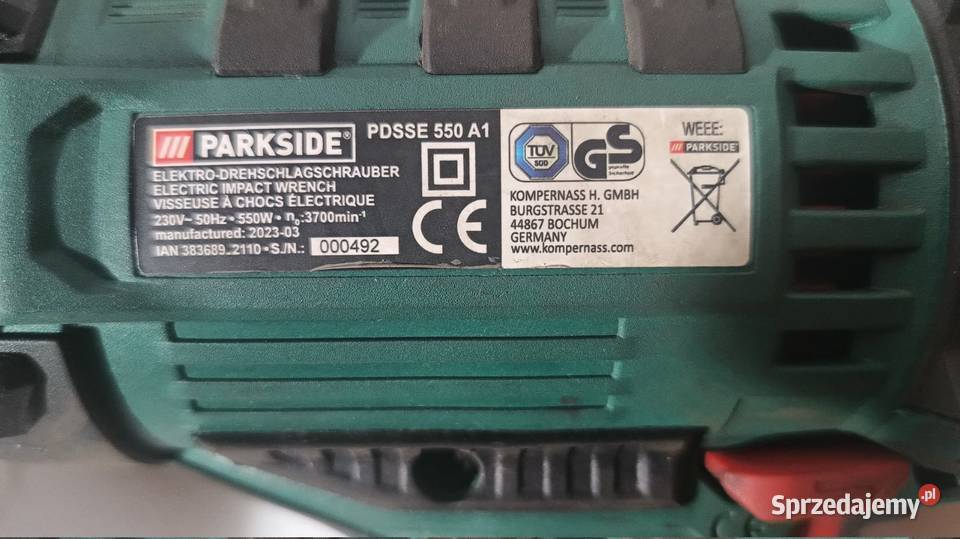 PARKSIDE®
PDSSE 550 A1
ELEKTRO-DREHSCHLAGSCHRAUBER
ELECTRIC IMPACT WRENCH
VISSEUSE À CHOCS ÉLECTRIQUE
230V~ 50Hz • 550W • n₀:3700min⁻¹
manufactured: 2023-03
IAN 383689_2110 • S./N.: 000492
CE
TÜV
SÜD
GS
geprüfte
Sicherheit
KOMPERNASS H. GMBH
BURGSTRASSE 21
44867 BOCHUM
GERMANY
www.kompernass.com
WEEE:
PARKSIDE
Sprzedajemy.pl